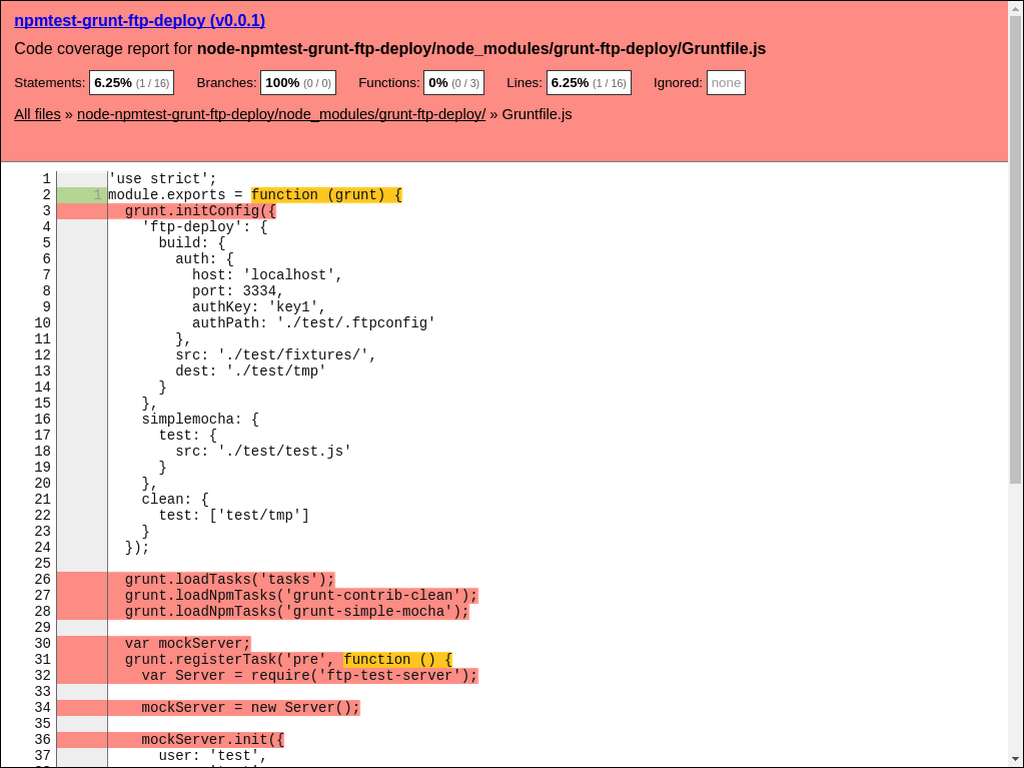 npmtest-grunt-ftp-deploy (v0.0.1)
Code coverage report for node-npmtest-grunt-ftp-deploy/node_modules/grunt-ftp-deploy/Gruntfile.js
Statements: 6.25% (1 / 16) Branches: 100% (0 / 0) Functions: 0% (0 / 3) Lines: 6.25% (1 / 16) Ignored: none
All files » node-npmtest-grunt-ftp-deploy/node_modules/grunt-ftp-deploy/ » Gruntfile.js
1 'use strict';
2 1 module.exports = function (grunt) {
3 grunt.initConfig({
4 'ftp-deploy': {
5 build: {
6 auth: {
7 host: 'localhost',
8 port: 3334,
9 authKey: 'key1',
10 authPath: './test/.ftpconfig'
11 },
12 src: './test/fixtures/',
13 dest: './test/tmp'
14 }
15 },
16 simplemocha: {
17 test: {
18 src: './test/test.js'
19 }
20 },
21 clean: {
22 test: ['test/tmp']
23 }
24 });
25
26 grunt.loadTasks('tasks');
27 grunt.loadNpmTasks('grunt-contrib-clean');
28 grunt.loadNpmTasks('grunt-simple-mocha');
29
30 var mockServer;
31 grunt.registerTask('pre', function () {
32 var Server = require('ftp-test-server');
33
34 mockServer = new Server();
35
36 mockServer.init({
37 user: 'test',